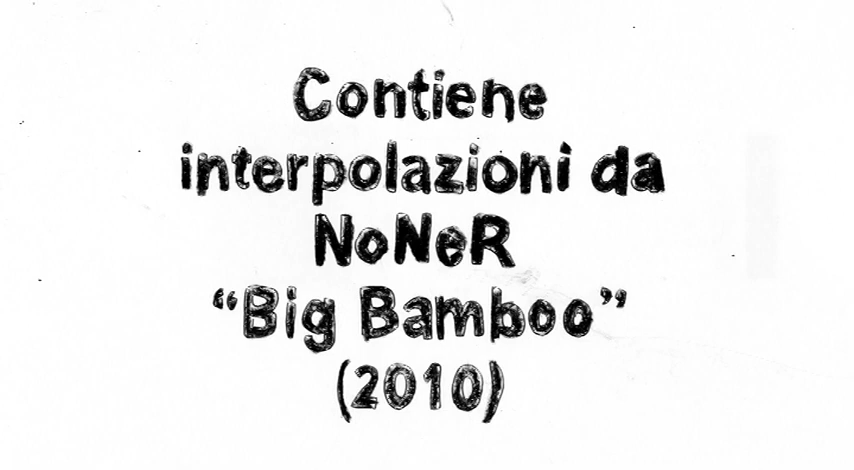 Contiene
interpolazioni da
NoNeR
“Big Bamboo”
(2010)